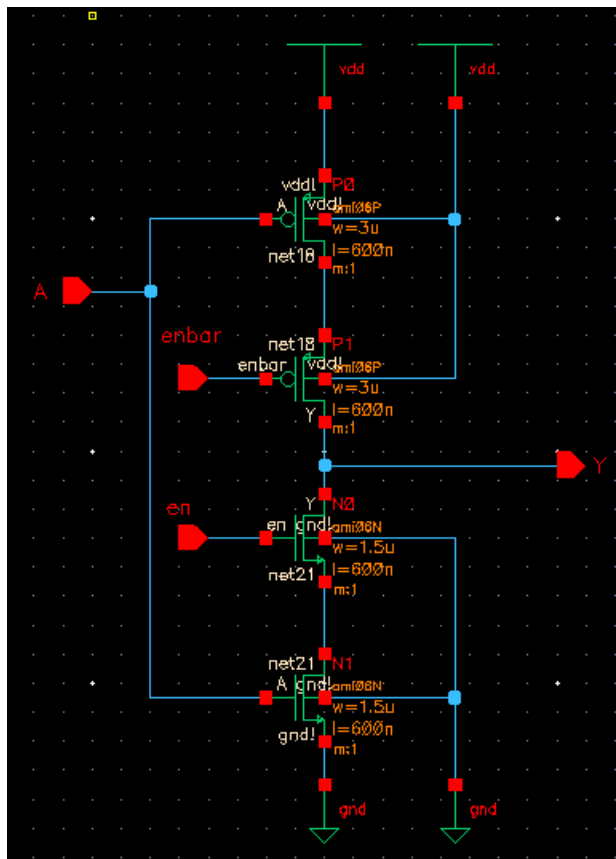 vdd vdd
vdd! P0
A vdd! ami06P
w=3u
l=600n
net18 m:1
A
enbar
net18 P1
enbar vdd! ami06P
w=3u
Y l=600n
m:1
Y
en
Y N0
en gnd! ami06N
w=1.5u
l=600n
net21 m:1
net21 N1
A gnd! ami06N
w=1.5u
l=600n
gnd! m:1
gnd gnd